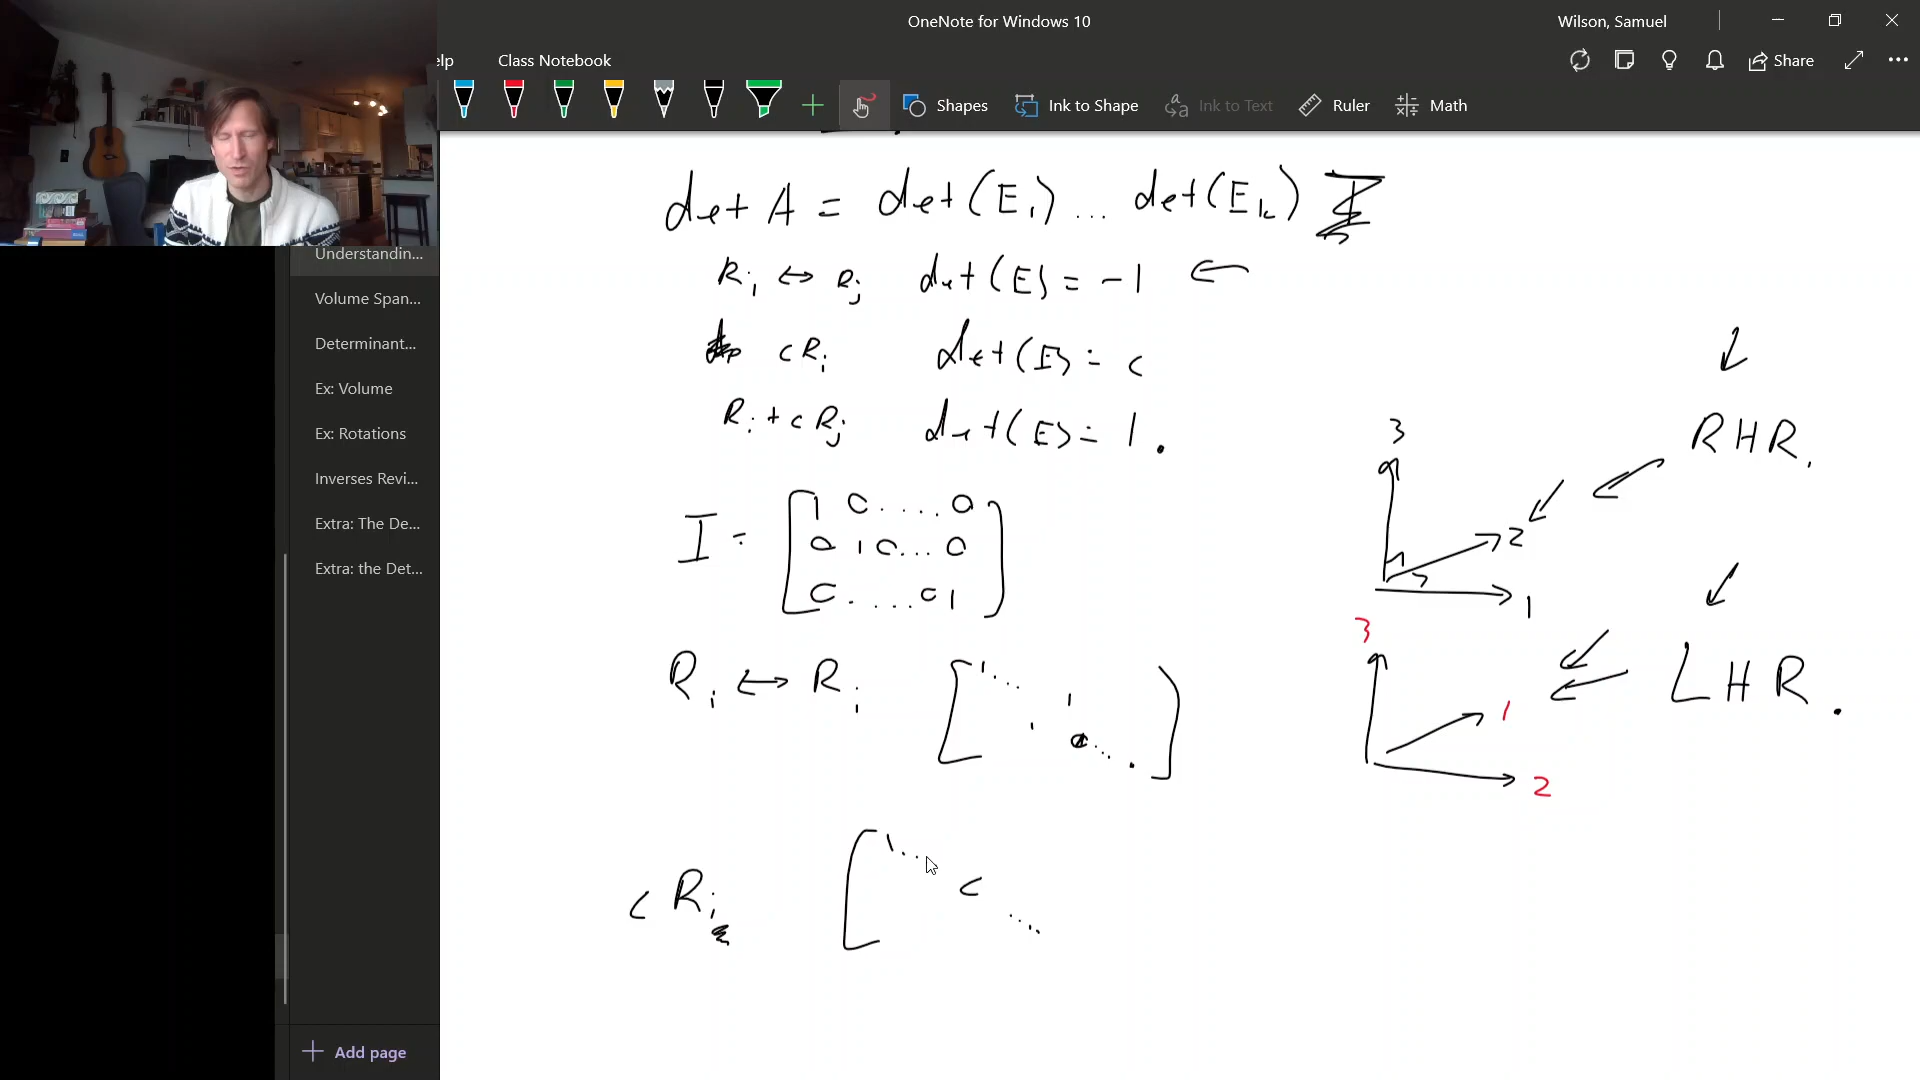 OneNote for Windows 10
Wilson, Samuel
elp
Class Notebook
Share
Shapes
Ink to Shape
Ink to Text
Ruler
Math
Understandin...
Volume Span...
Determinant...
Ex: Volume
Ex: Rotations
Inverses Revi...
Extra: The De...
Extra: the Det...
Add page
det A = det(E1) ... det(Ek)
Ri ↔ Rj det(E) = -1 ←
cRi det(E) = c
Ri + cRj det(E) = 1.
I = [1 0 .... 0
0 1 0 ... 0
0 ..... 0 1]
Ri ↔ Rj
c Ri
1 ... c ....
RHR.
3
2
1
LHR.
3
1
2